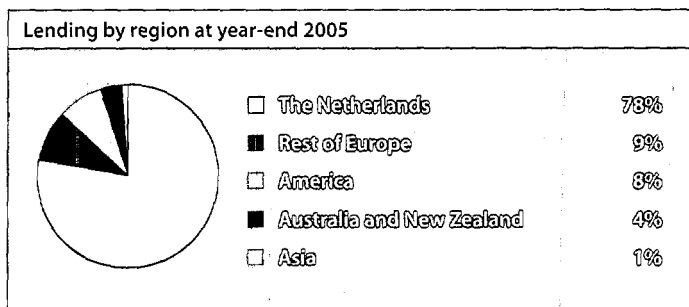 Lending by region at year-end 2005
The Netherlands 78%
Rest of Europe 9%
America 8%
Australia and New Zealand 4%
Asia 1%